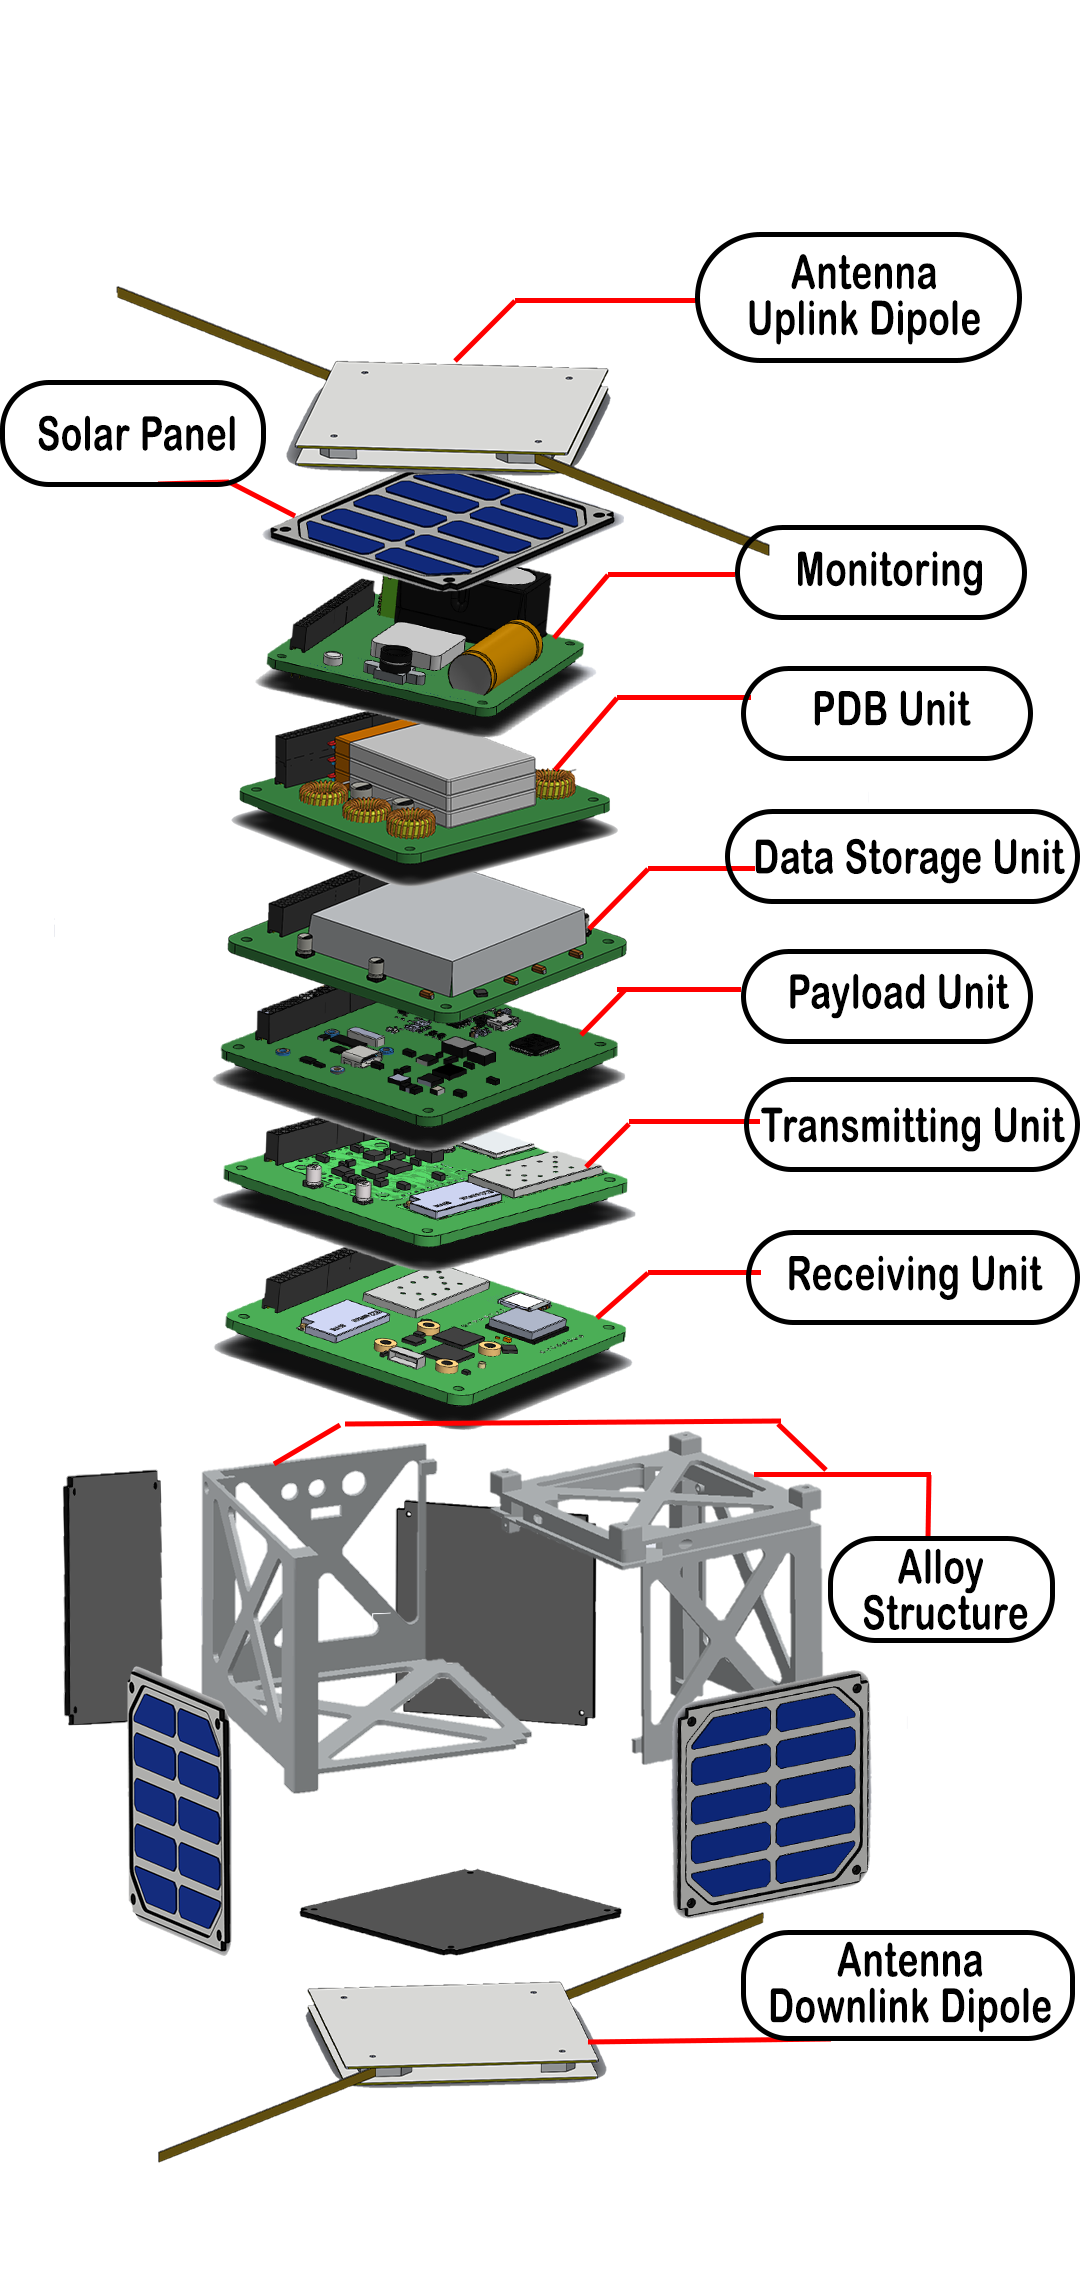 Antenna
Uplink Dipole
Solar Panel
Monitoring
PDB Unit
Data Storage Unit
Payload Unit
Transmitting Unit
Receiving Unit
Alloy
Structure
Antenna
Downlink Dipole